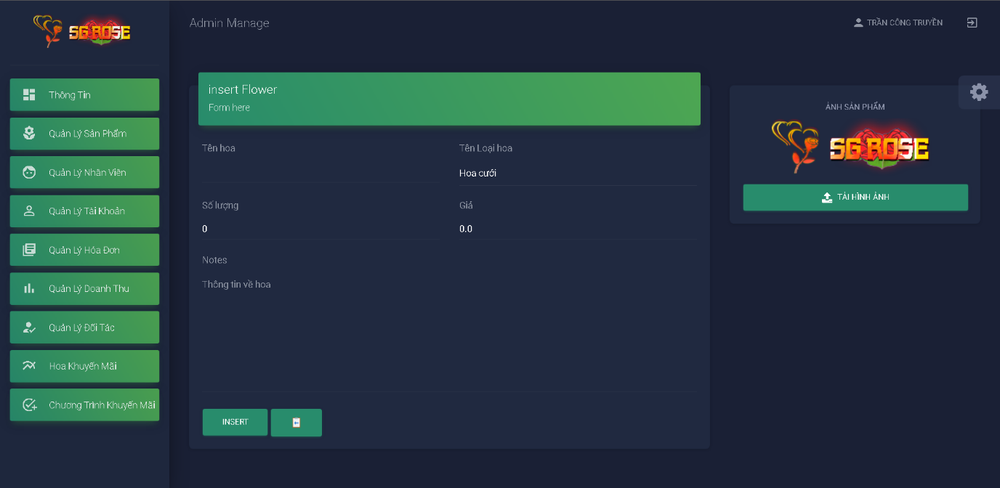 SG ROSE
Admin Manage
TRẦN CÔNG TRUYỀN
Thông Tin
Quản Lý Sản Phẩm
Quản Lý Nhân Viên
Quản Lý Tài Khoản
Quản Lý Hóa Đơn
Quản Lý Doanh Thu
Quản Lý Đối Tác
Hoa Khuyến Mãi
Chương Trình Khuyến Mãi
insert Flower
Form here
Tên hoa
Tên Loại hoa
Hoa cưới
Số lượng
Giá
0
0.0
Notes
Thông tin về hoa
INSERT
ẢNH SẢN PHẨM
SG ROSE
TẢI HÌNH ẢNH